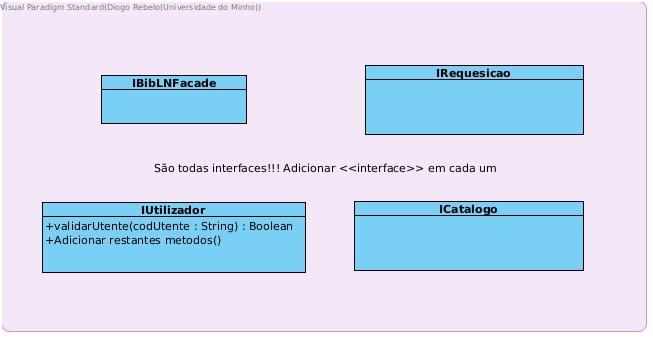 Visual Paradigm Standard(Diogo Rebelo(Universidade do Minho))
IBibLNFacade
IRequesicao
São todas interfaces!!! Adicionar <<interface>> em cada um
IUtilizador
+validarUtente(codUtente : String) : Boolean
+Adicionar restantes metodos()
ICatalogo